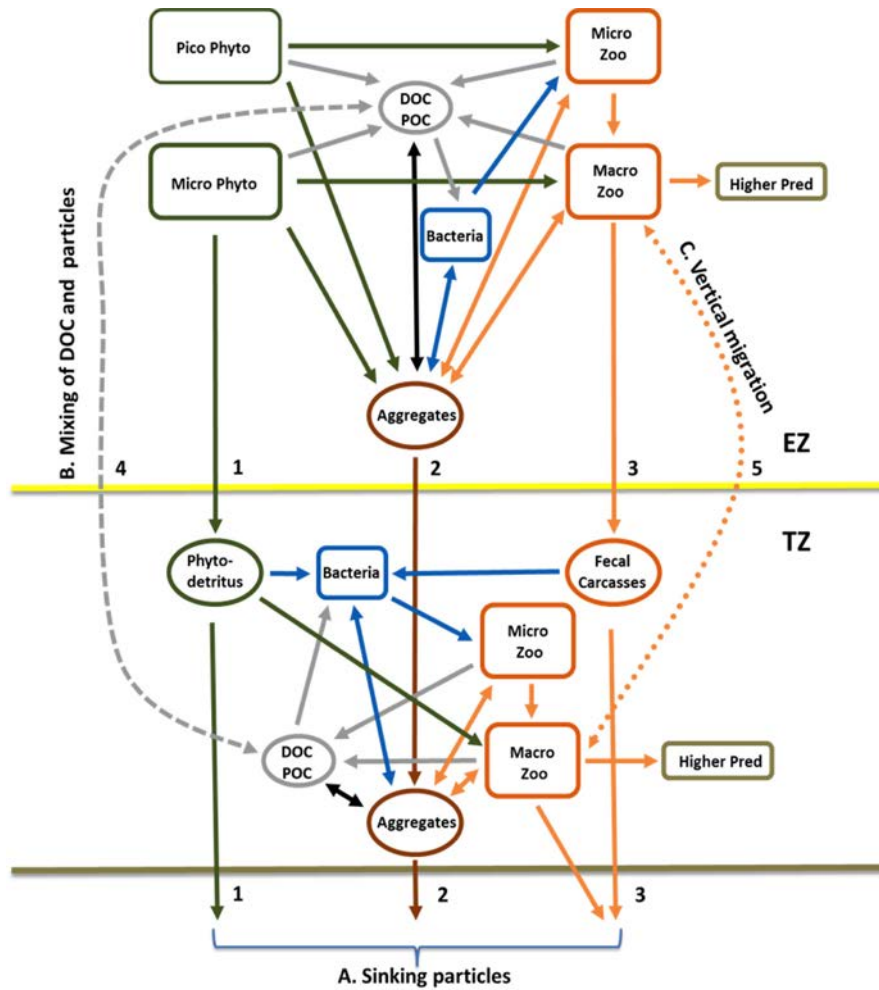 Pico Phyto
Micro
Zoo
DOC
POC
Micro Phyto
Macro
Zoo
Higher Pred
Bacteria
B. Mixing of DOC and particles
C. Vertical migration
Aggregates
EZ
4
1
2
3
5
TZ
Phyto-
detritus
Bacteria
Fecal
Carcasses
Micro
Zoo
DOC
POC
Macro
Zoo
Higher Pred
Aggregates
1
2
3
A. Sinking particles